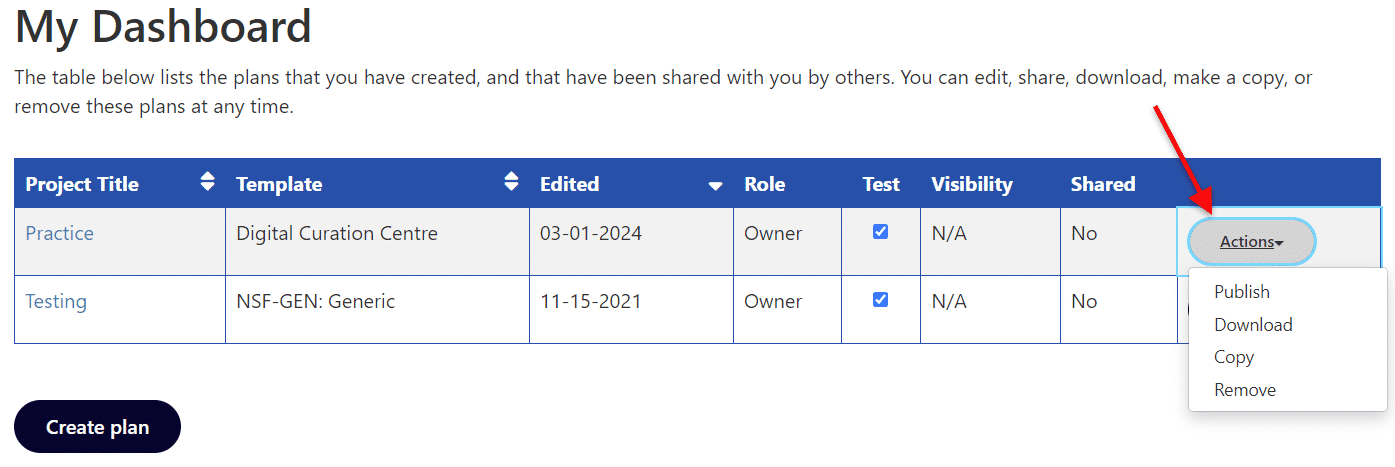 My Dashboard
The table below lists the plans that you have created, and that have been shared with you by others. You can edit, share, download, make a copy, or
remove these plans at any time.
Project Title Template Edited Role Test Visibility Shared
Practice Digital Curation Centre 03-01-2024 Owner N/A No Actions
Testing NSF-GEN: Generic 11-15-2021 Owner N/A No
Publish
Download
Copy
Remove
Create plan